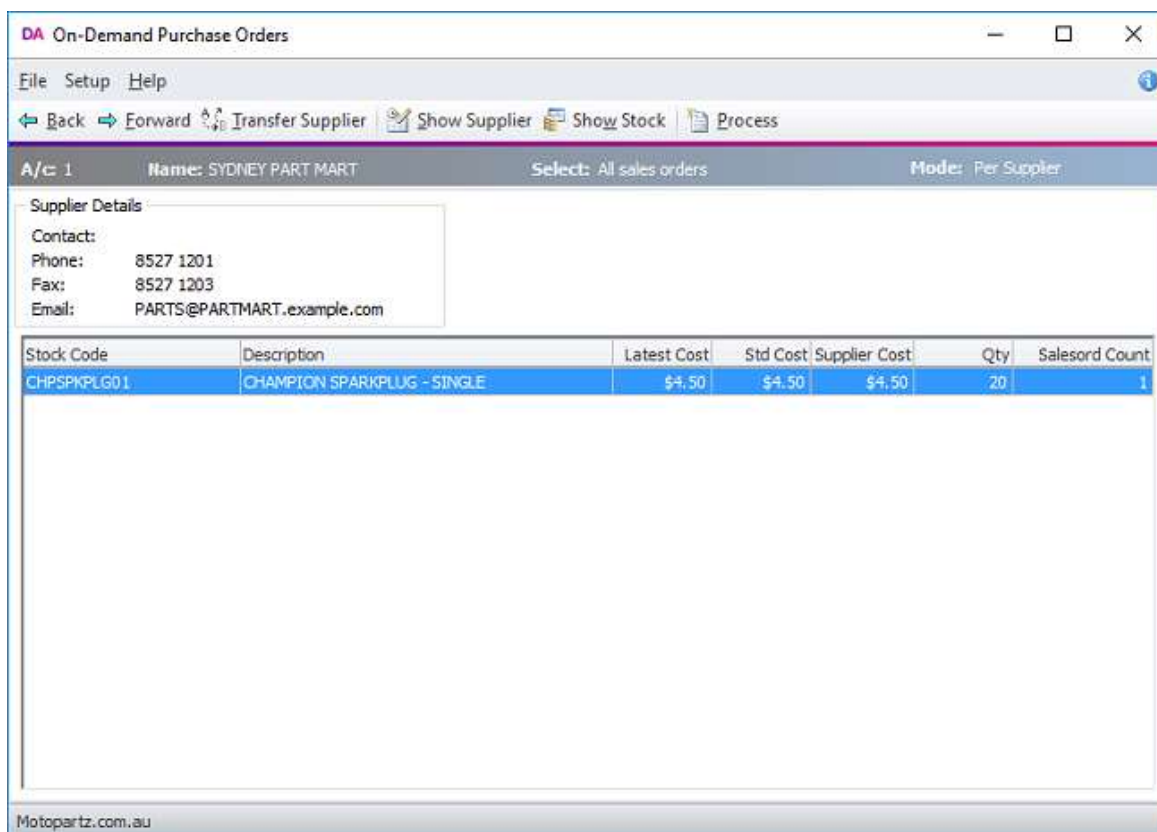 DA On-Demand Purchase Orders
File Setup Help
Back Forward Transfer Supplier Show Supplier Show Stock Process
A/c: 1 Name: SYDNEY PART MART Select: All sales orders Mode: Per Supplier
Supplier Details
Contact:
Phone: 8527 1201
Fax: 8527 1203
Email: PARTS@PARTMART.example.com
Stock Code Description Latest Cost Std Cost Supplier Cost Qty Salesord Count
CHPSPKPLG01 CHAMPION SPARKPLUG - SINGLE $4.50 $4.50 $4.50 20 1
Motopartz.com.au